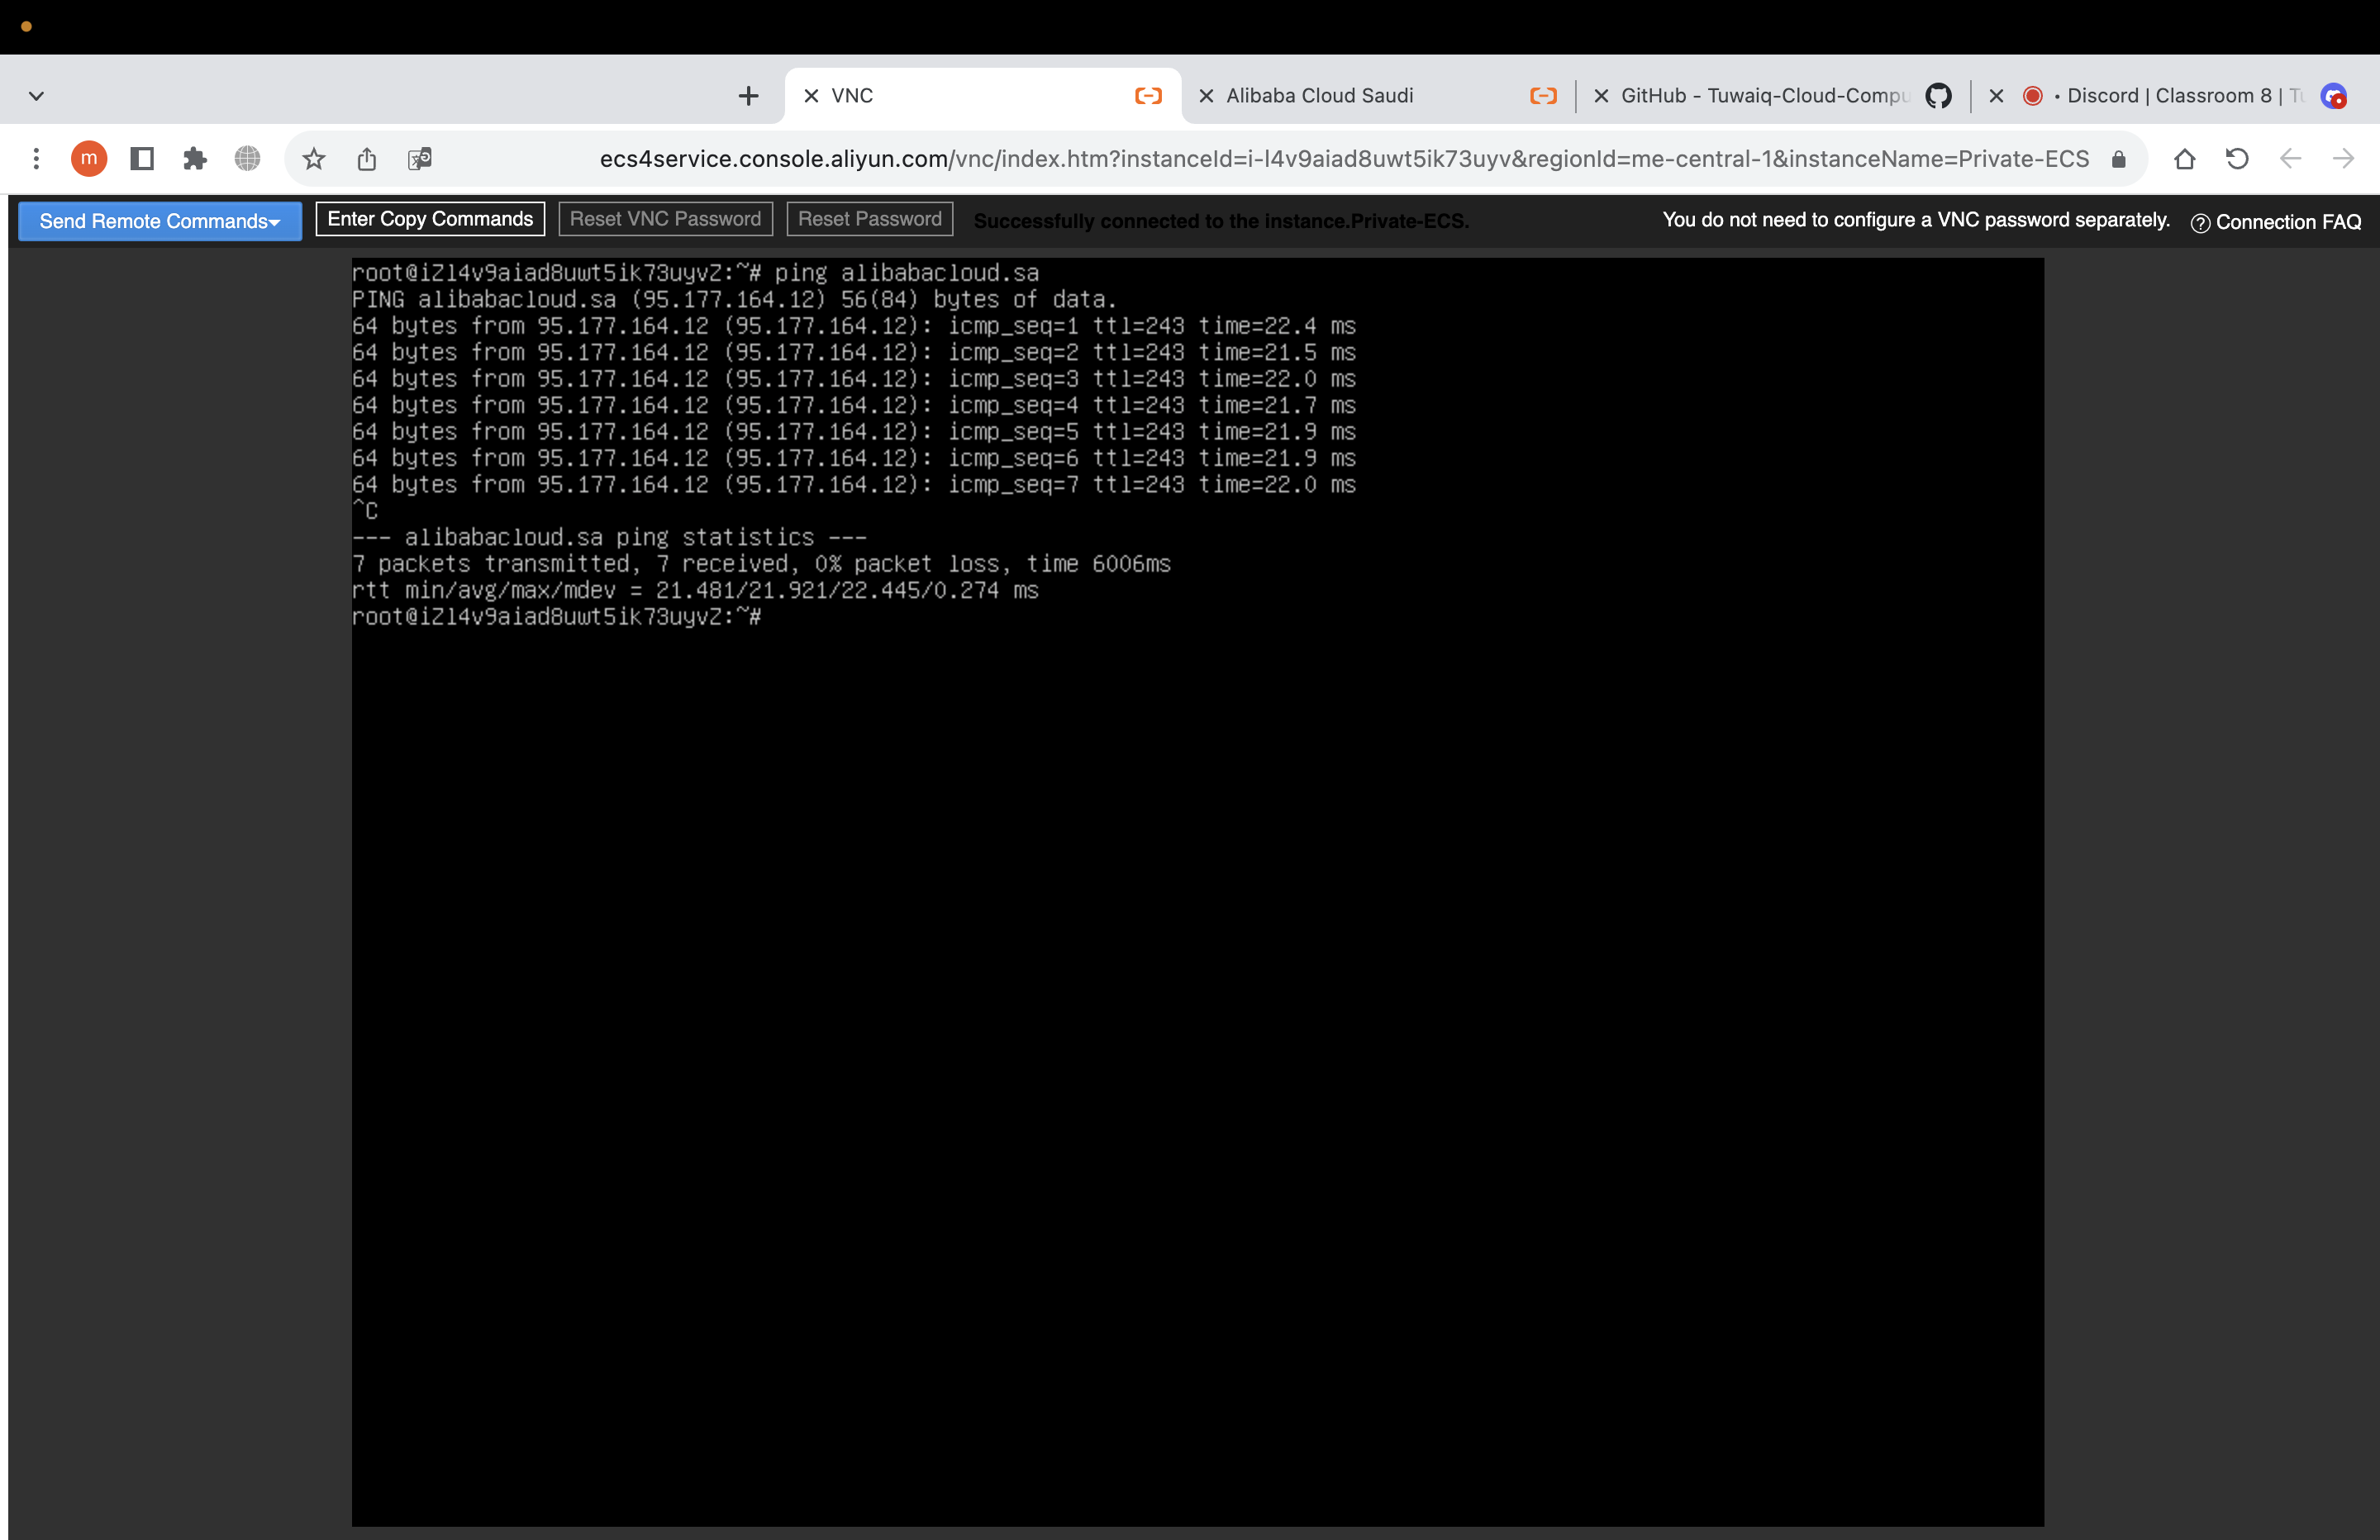 VNC
Alibaba Cloud Saudi
GitHub - Tuwaiq-Cloud-Compu
• Discord | Classroom 8 | Tu
m
ecs4service.console.aliyun.com/vnc/index.htm?instanceId=i-l4v9aiad8uwt5ik73uyv&regionId=me-central-1&instanceName=Private-ECS
Send Remote Commands
Enter Copy Commands
Reset VNC Password
Reset Password
Successfully connected to the instance.Private-ECS.
You do not need to configure a VNC password separately.
? Connection FAQ
root@iZl4v9aiad8uwt5ik73uyvZ:~# ping alibabacloud.sa
PING alibabacloud.sa (95.177.164.12) 56(84) bytes of data.
64 bytes from 95.177.164.12 (95.177.164.12): icmp_seq=1 ttl=243 time=22.4 ms
64 bytes from 95.177.164.12 (95.177.164.12): icmp_seq=2 ttl=243 time=21.5 ms
64 bytes from 95.177.164.12 (95.177.164.12): icmp_seq=3 ttl=243 time=22.0 ms
64 bytes from 95.177.164.12 (95.177.164.12): icmp_seq=4 ttl=243 time=21.7 ms
64 bytes from 95.177.164.12 (95.177.164.12): icmp_seq=5 ttl=243 time=21.9 ms
64 bytes from 95.177.164.12 (95.177.164.12): icmp_seq=6 ttl=243 time=21.9 ms
64 bytes from 95.177.164.12 (95.177.164.12): icmp_seq=7 ttl=243 time=22.0 ms
^C
--- alibabacloud.sa ping statistics ---
7 packets transmitted, 7 received, 0% packet loss, time 6006ms
rtt min/avg/max/mdev = 21.481/21.921/22.445/0.274 ms
root@iZl4v9aiad8uwt5ik73uyvZ:~#